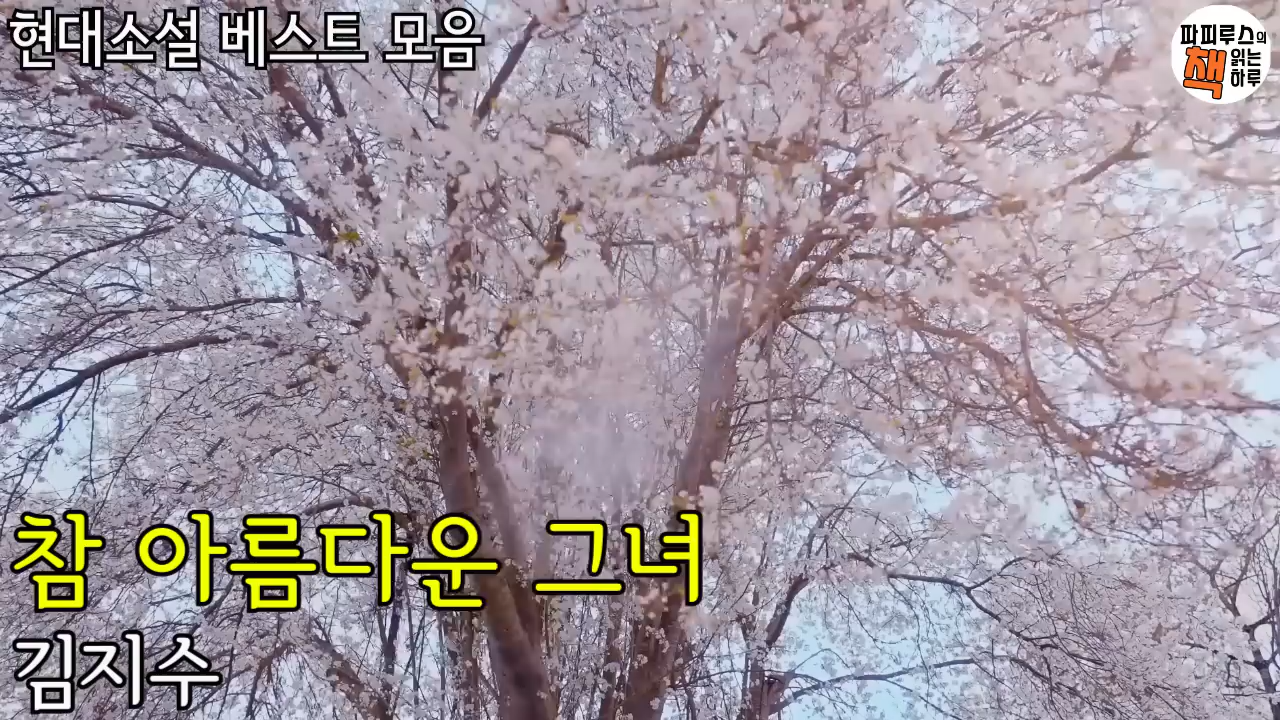 현대소설 베스트 모음
파피루스의
책 읽는
하루
참 아름다운 그녀
김지수